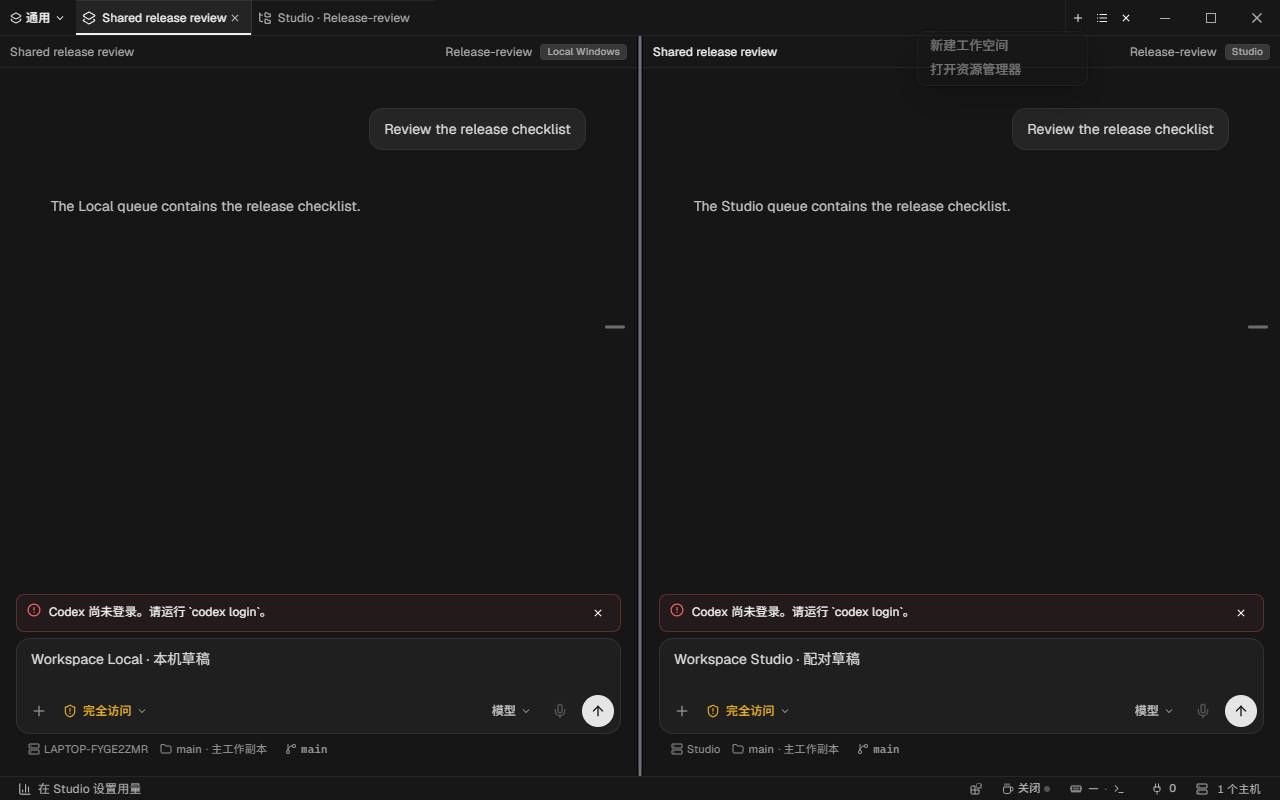 通用
Shared release review
Studio · Release-review
Shared release review
Release-review
Local Windows
Shared release review
Release-review
Studio
新建工作空间
打开资源管理器
Review the release checklist
Review the release checklist
The Local queue contains the release checklist.
The Studio queue contains the release checklist.
Codex 尚未登录。请运行 `codex login`。
Codex 尚未登录。请运行 `codex login`。
Workspace Local · 本机草稿
Workspace Studio · 配对草稿
完全访问
模型
完全访问
模型
LAPTOP-FYGE2ZMR
main · 主工作副本
main
Studio
main · 主工作副本
main
在 Studio 设置用量
关闭
0
1 个主机